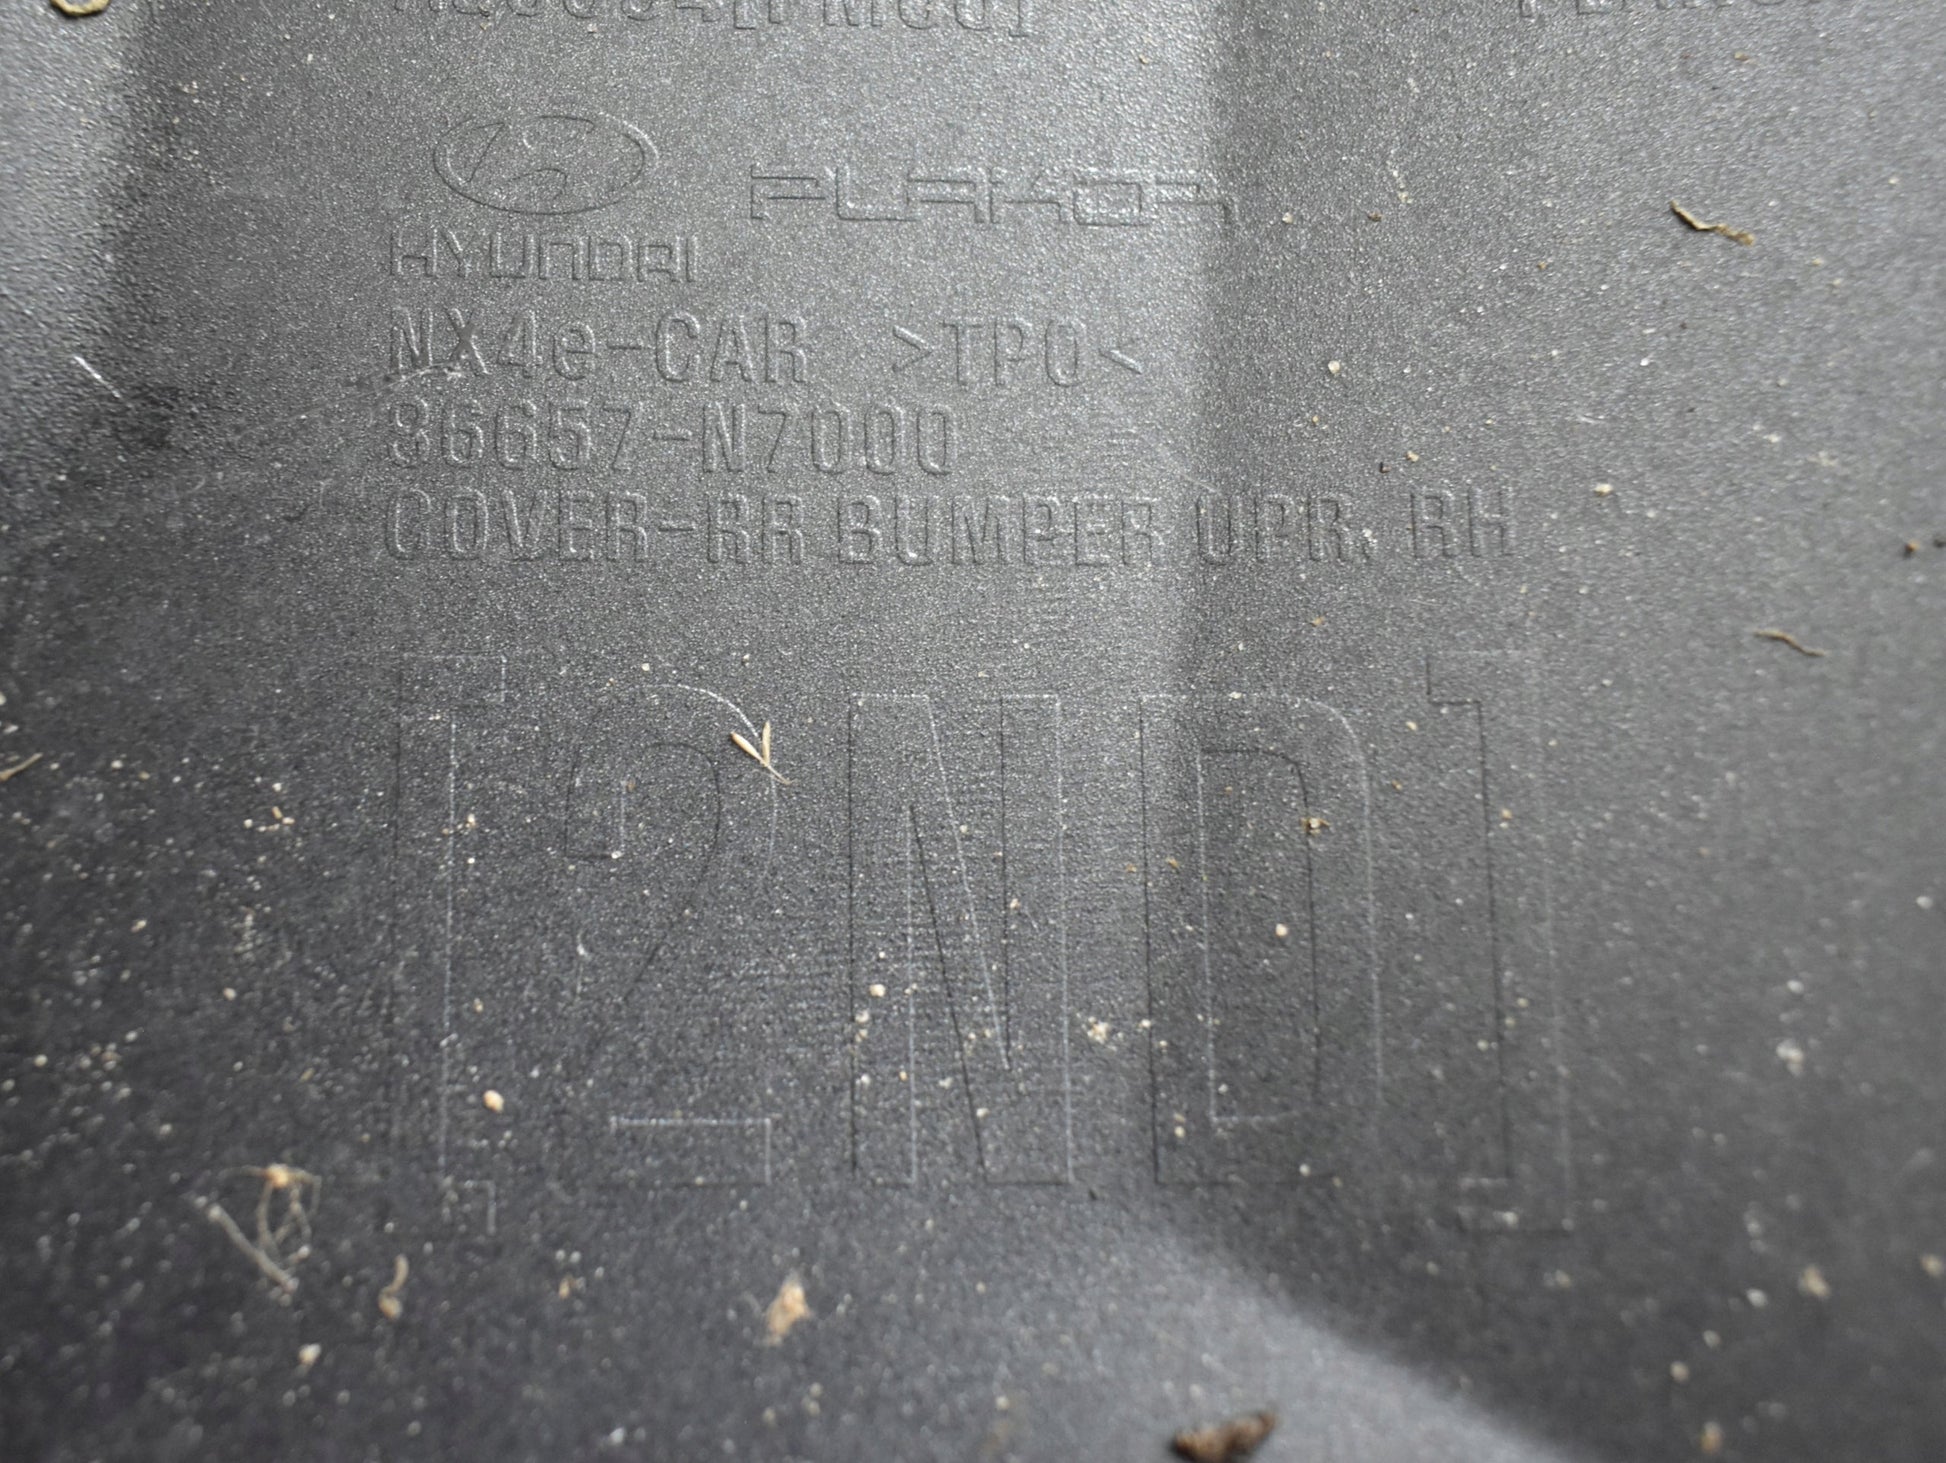 PLAKOR
HYUNDAI
NX4e-CAR >TPO<
86657-N7000
COVER-RR BUMPER UPR, RH
[2ND]